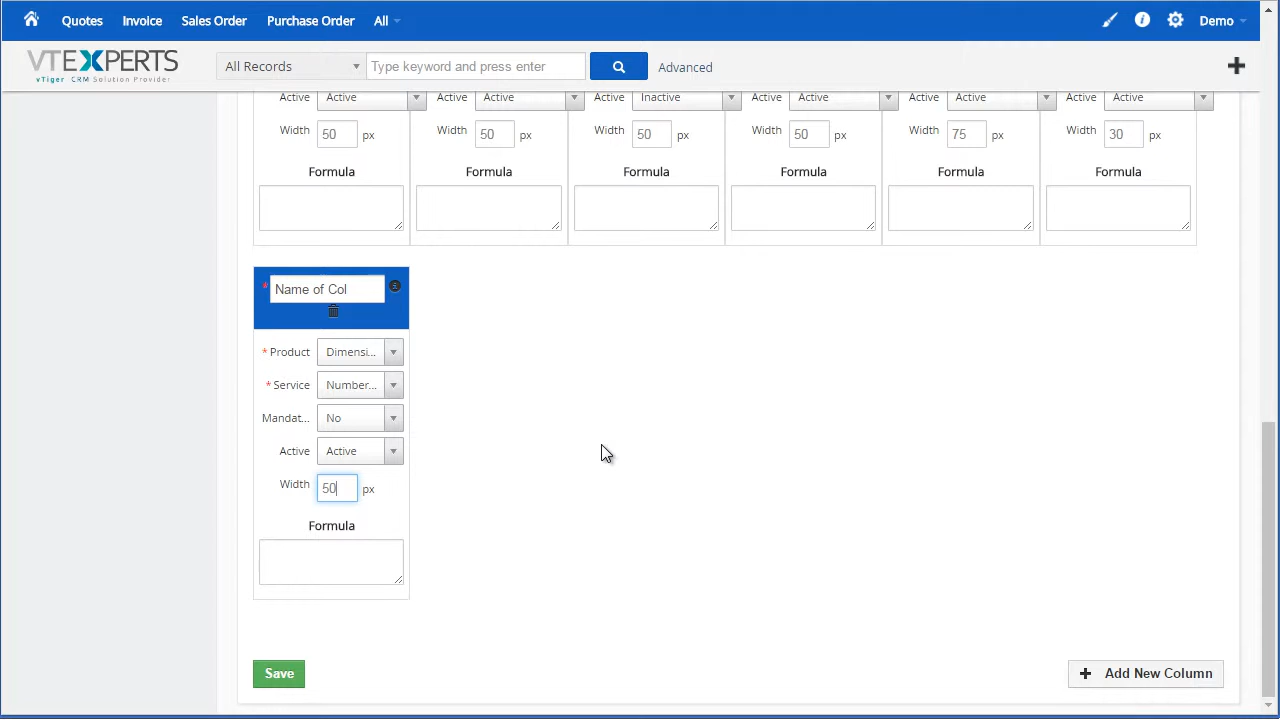 Quotes Invoice Sales Order Purchase Order All Demo
VTEXPERTS
vTiger CRM Solution Provider
All Records Type keyword and press enter Advanced
Active Active Active Active Active Inactive Active Active Active Active Active Active
Width 50 px Width 50 px Width 50 px Width 50 px Width 75 px Width 30 px
Formula Formula Formula Formula Formula Formula
* Name of Col
* Product Dimensi...
* Service Number...
Mandat... No
Active Active
Width 50 px
Formula
Save + Add New Column